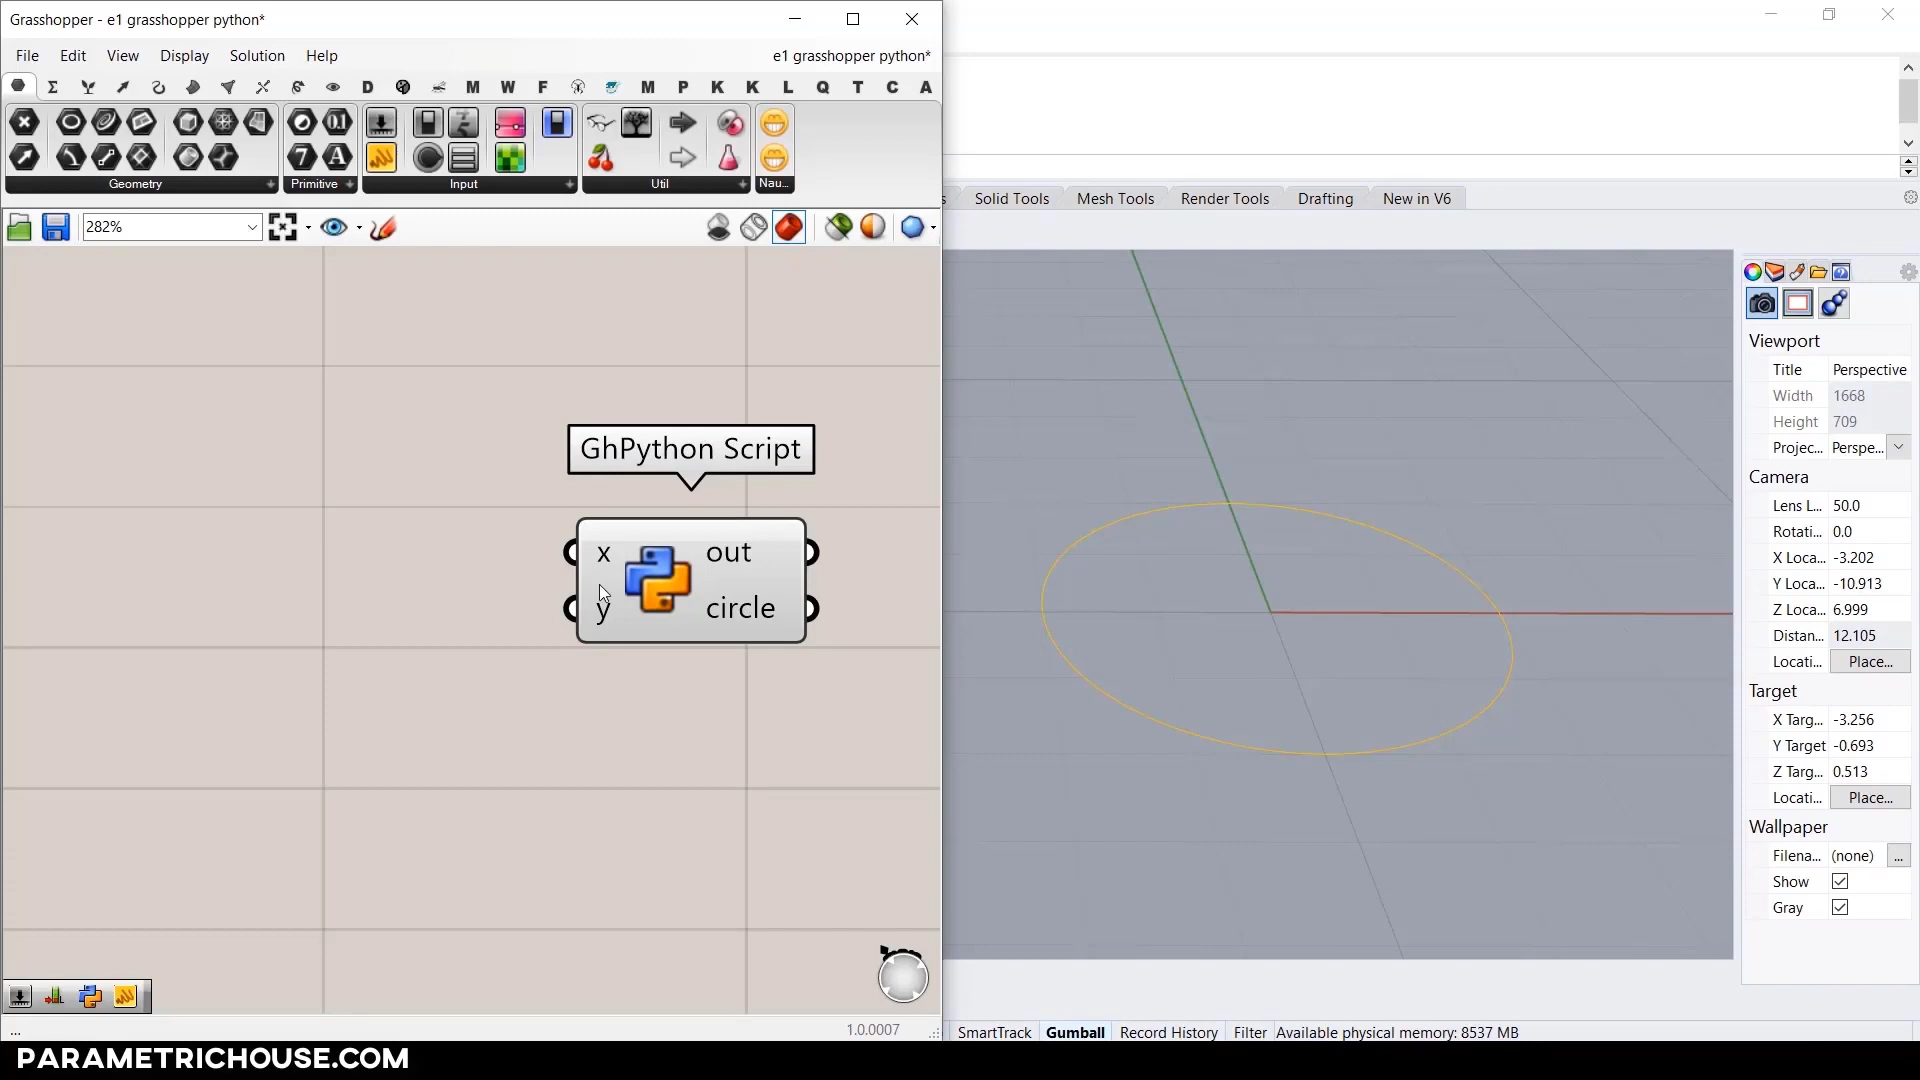 Grasshopper - e1 grasshopper python*
File Edit View Display Solution Help e1 grasshopper python*
D M W F M P K K L Q T C A
0.1
7 A
Geometry Primitive Input Util Nau...
282%
Solid Tools Mesh Tools Render Tools Drafting New in V6
GhPython Script
x out
y circle
Viewport
Title Perspective
Width 1668
Height 709
Projec... Perspe...
Camera
Lens L... 50.0
Rotati... 0.0
X Loca... -3.202
Y Loca... -10.913
Z Loca... 6.999
Distan... 12.105
Locati... Place...
Target
X Targ... -3.256
Y Target -0.693
Z Targ... 0.513
Locati... Place...
Wallpaper
Filena... (none) ...
Show
Gray
... 1.0.0007
SmartTrack Gumball Record History Filter Available physical memory: 8537 MB
PARAMETRICHOUSE.COM